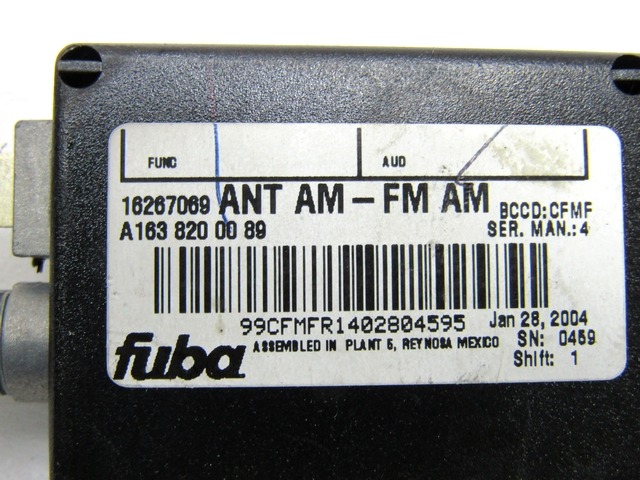 FUNC AUD
16267069 ANT AM-FM AM BCCD:CFMF
A163 820 00 89 SER. MAN.:4
99CFMFR1402804595 Jan 28, 2004
fuba ASSEMBLED IN PLANT 5, REYNOSA MEXICO SN: 0459
Shift: 1